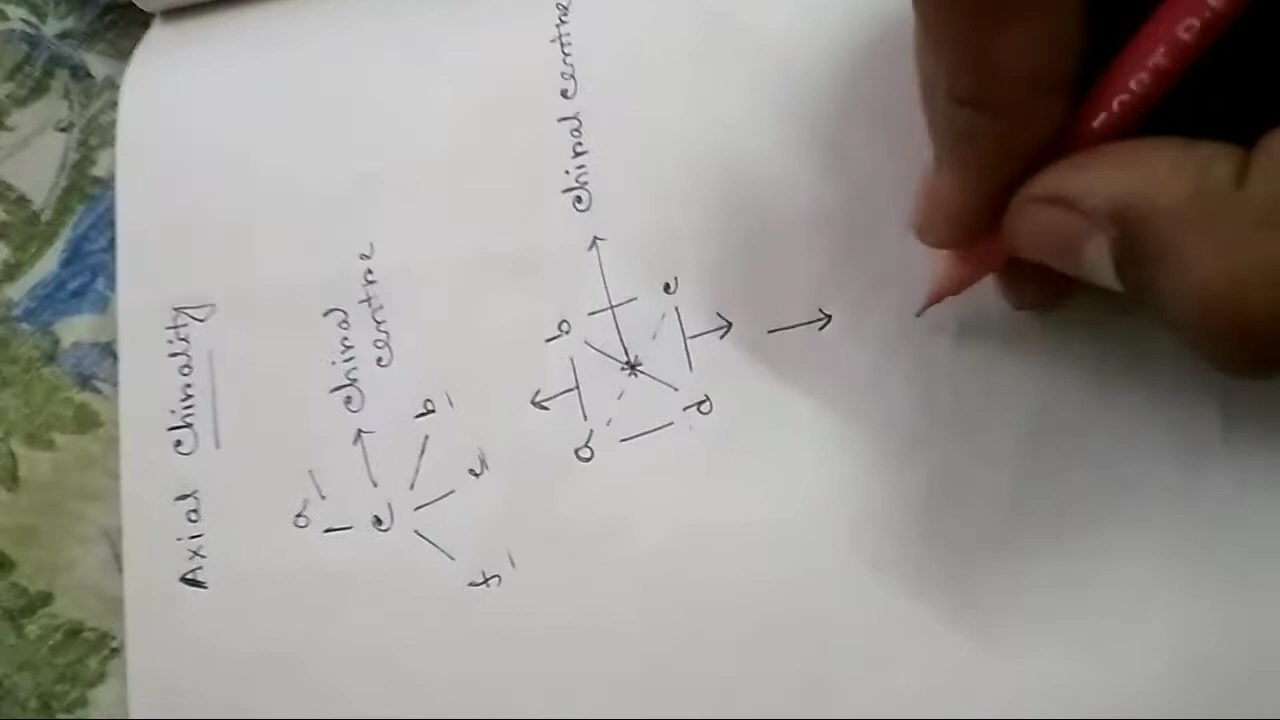 Axial Chirality
a
C → chiral
centre
b
e
f
a b → chiral centre
*
d e